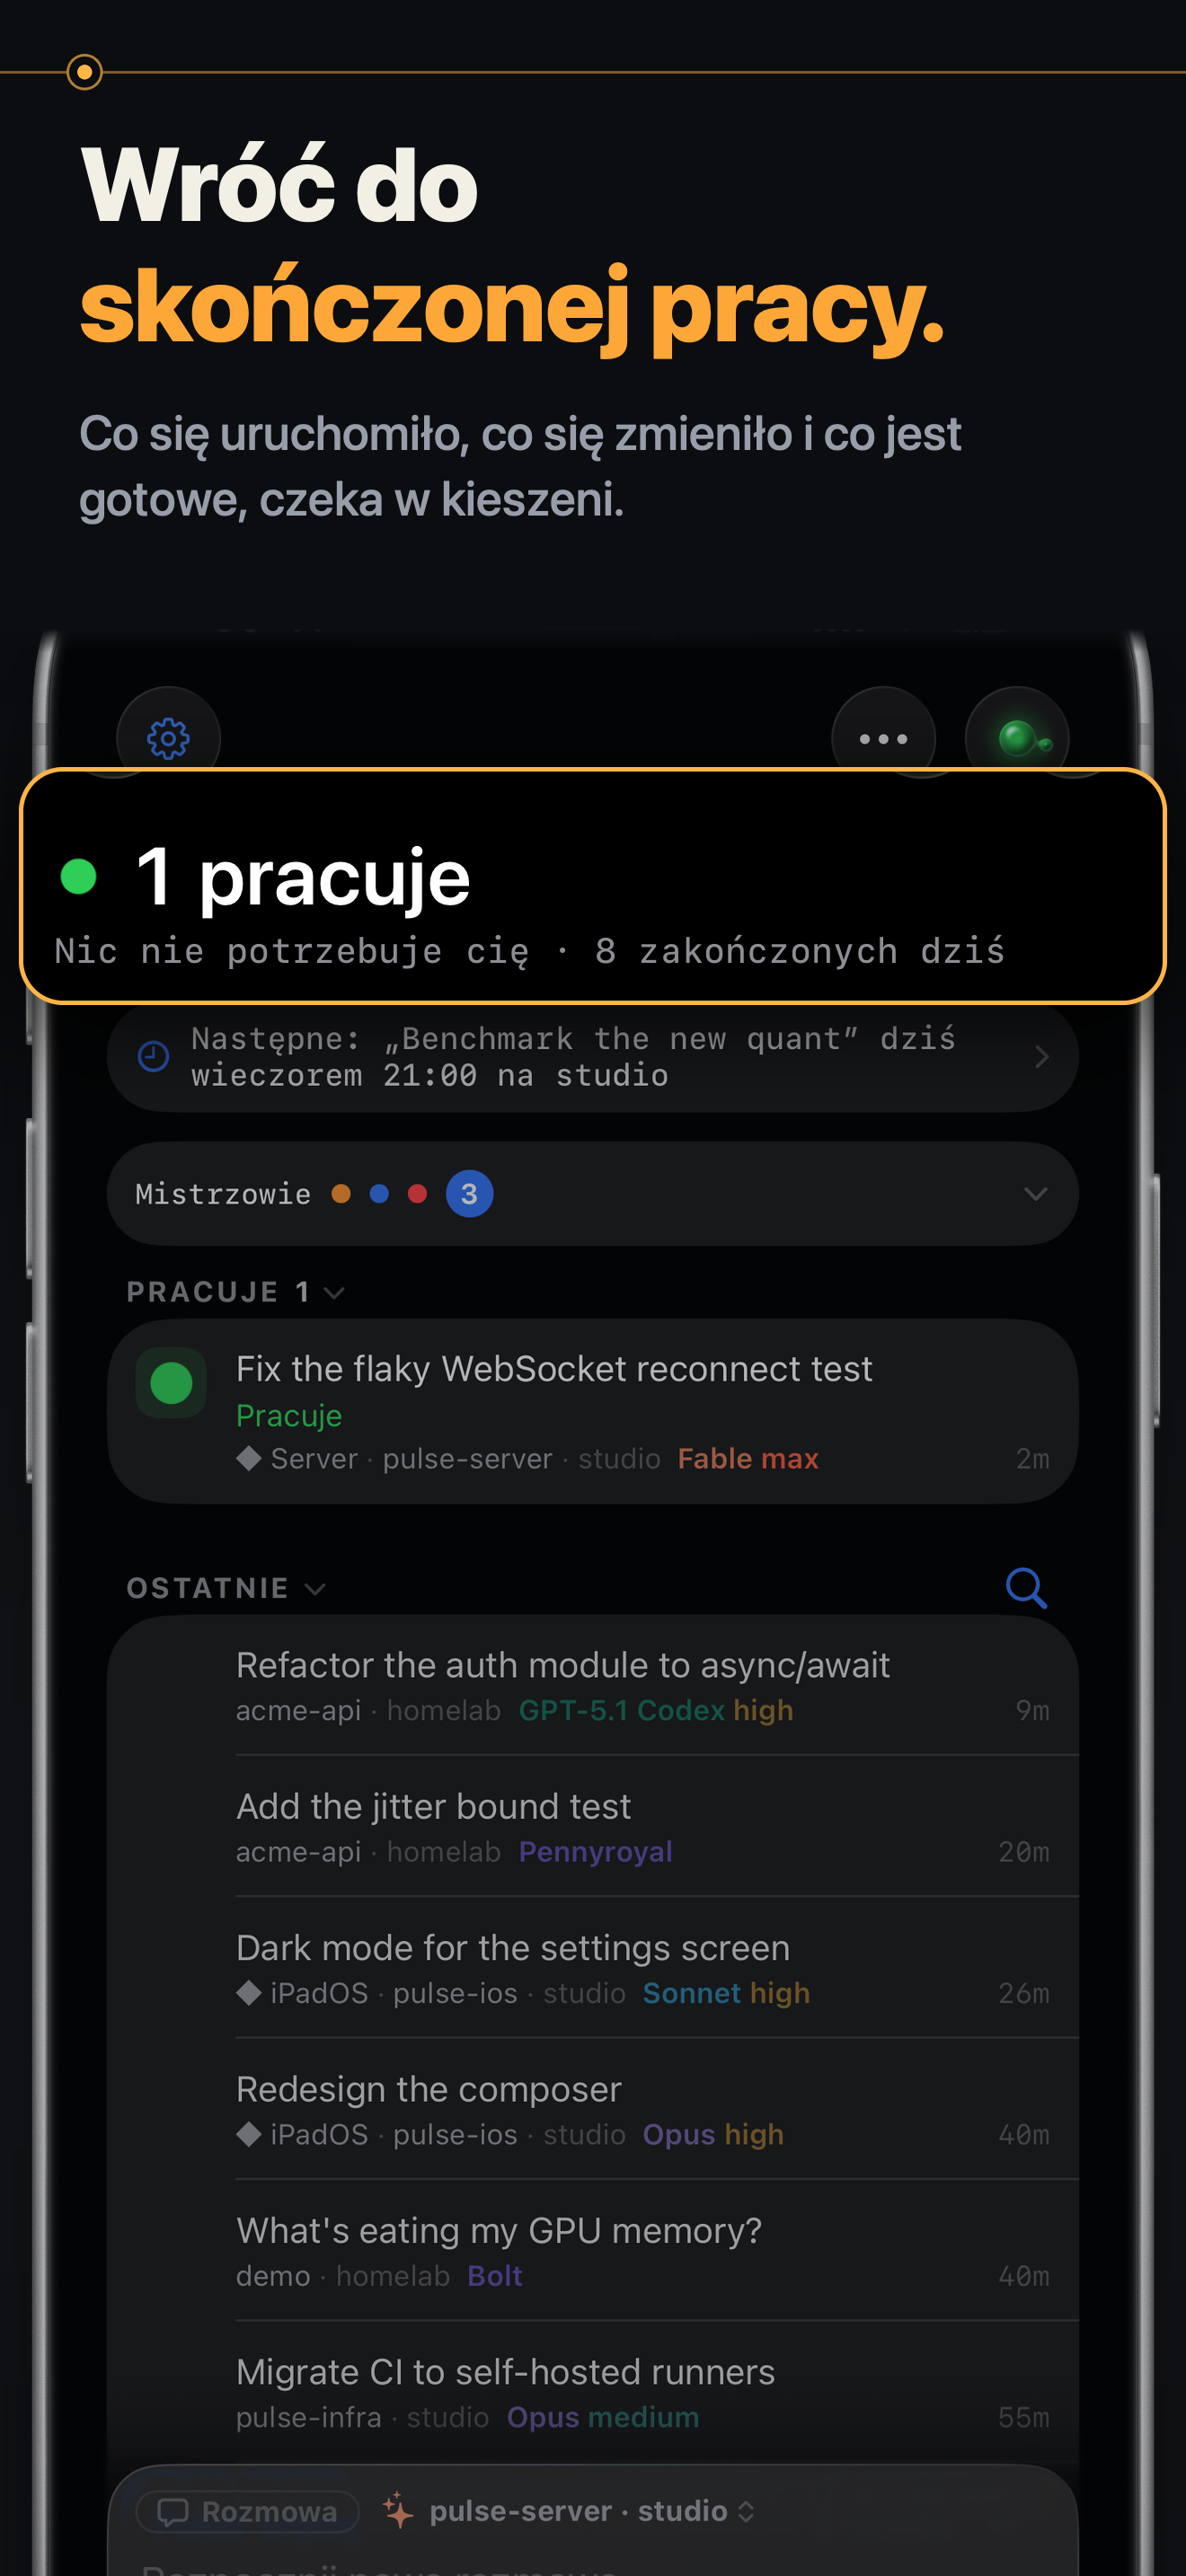 Wróć do
skończonej pracy.
Co się uruchomiło, co się zmieniło i co jest
gotowe, czeka w kieszeni.
1 pracuje
Nic nie potrzebuje cię · 8 zakończonych dziś
Następne: „Benchmark the new quant” dziś
wieczorem 21:00 na studio
Mistrzowie 3
PRACUJE 1
Fix the flaky WebSocket reconnect test
Pracuje
Server · pulse-server · studio Fable max 2m
OSTATNIE
Refactor the auth module to async/await
acme-api · homelab GPT-5.1 Codex high 9m
Add the jitter bound test
acme-api · homelab Pennyroyal 20m
Dark mode for the settings screen
iPadOS · pulse-ios · studio Sonnet high 26m
Redesign the composer
iPadOS · pulse-ios · studio Opus high 40m
What's eating my GPU memory?
demo · homelab Bolt 40m
Migrate CI to self-hosted runners
pulse-infra · studio Opus medium 55m
Rozmowa pulse-server · studio